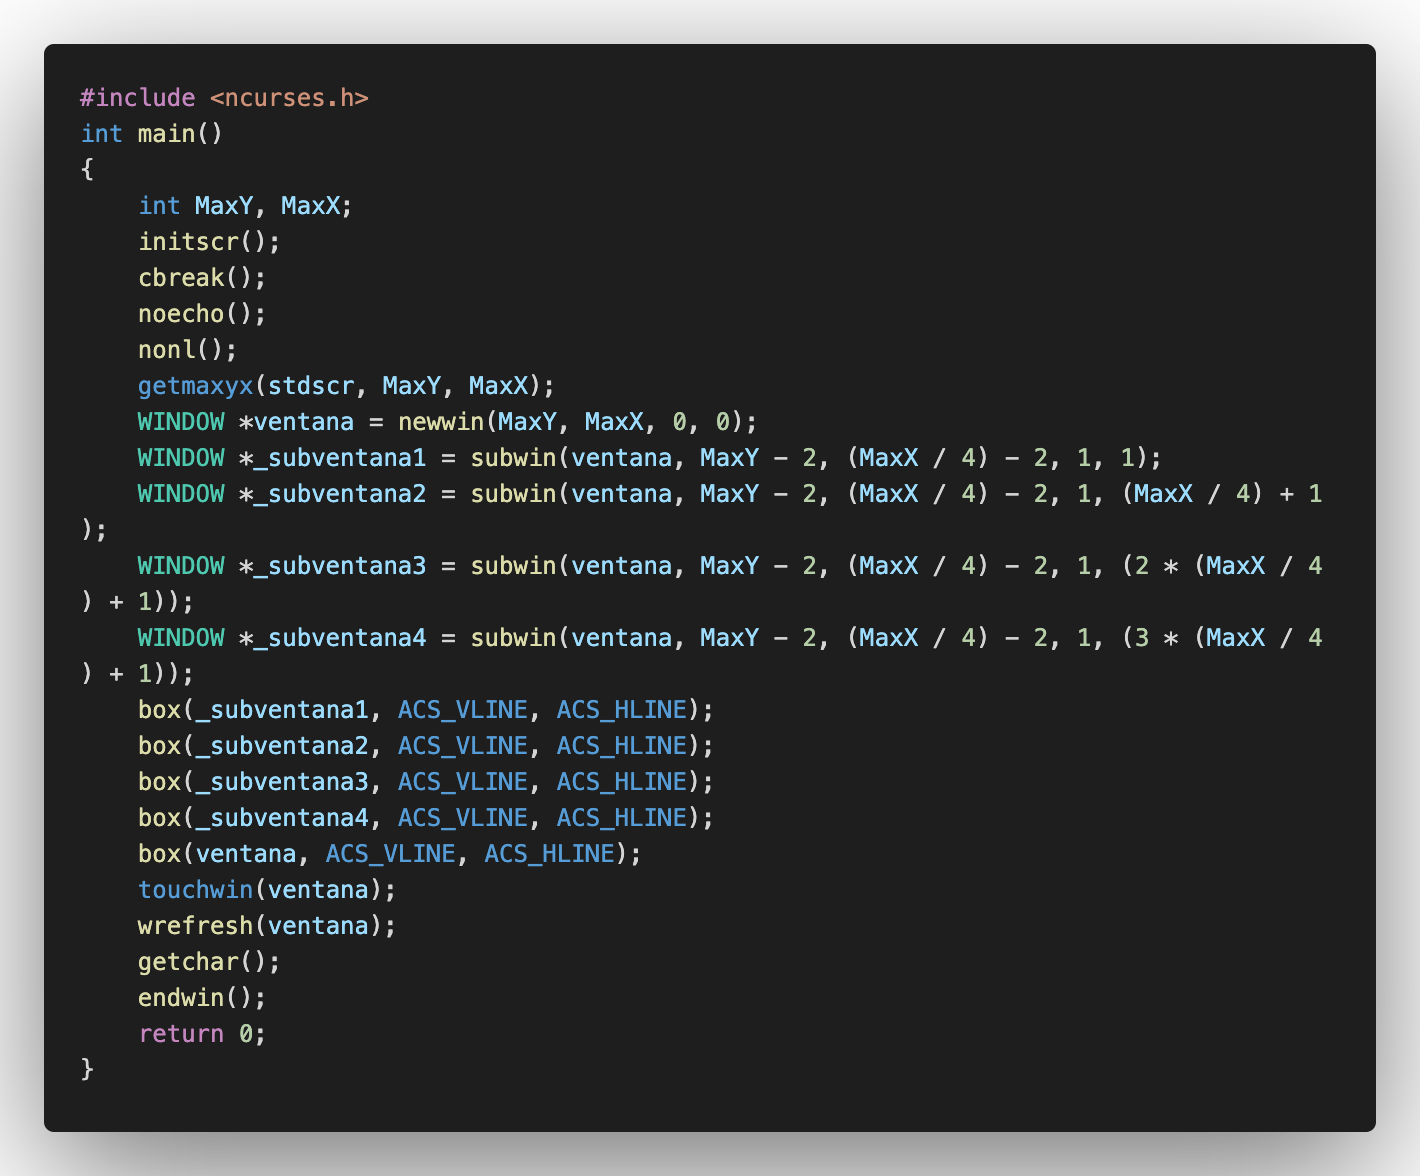 #include <ncurses.h>
int main()
{
    int MaxY, MaxX;
    initscr();
    cbreak();
    noecho();
    nonl();
    getmaxyx(stdscr, MaxY, MaxX);
    WINDOW *ventana = newwin(MaxY, MaxX, 0, 0);
    WINDOW *_subventana1 = subwin(ventana, MaxY - 2, (MaxX / 4) - 2, 1, 1);
    WINDOW *_subventana2 = subwin(ventana, MaxY - 2, (MaxX / 4) - 2, 1, (MaxX / 4) + 1
);
    WINDOW *_subventana3 = subwin(ventana, MaxY - 2, (MaxX / 4) - 2, 1, (2 * (MaxX / 4
) + 1));
    WINDOW *_subventana4 = subwin(ventana, MaxY - 2, (MaxX / 4) - 2, 1, (3 * (MaxX / 4
) + 1));
    box(_subventana1, ACS_VLINE, ACS_HLINE);
    box(_subventana2, ACS_VLINE, ACS_HLINE);
    box(_subventana3, ACS_VLINE, ACS_HLINE);
    box(_subventana4, ACS_VLINE, ACS_HLINE);
    box(ventana, ACS_VLINE, ACS_HLINE);
    touchwin(ventana);
    wrefresh(ventana);
    getchar();
    endwin();
    return 0;
}